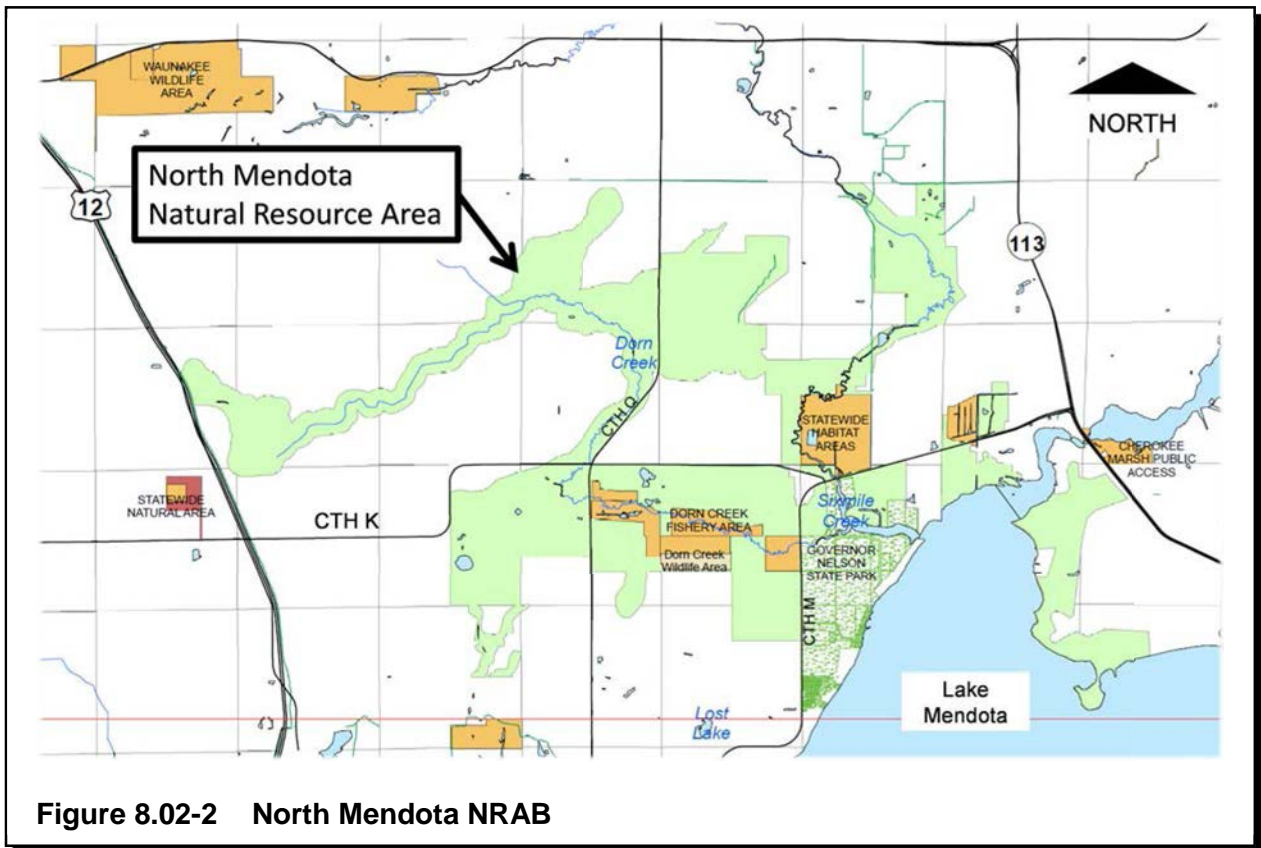 WAUNAKEE
WILDLIFE
AREA
NORTH
North Mendota
Natural Resource Area
12
113
Dorn
Creek
CTH Q
STATEWIDE
HABITAT
AREAS
CHEROKEE
MARSH PUBLIC
ACCESS
STATEWIDE
NATURAL AREA
CTH K
DORN CREEK
FISHERY AREA
Dorn Creek
Wildlife Area
Sixmile
Creek
GOVERNOR
NELSON
STATE PARK
CTH M
Lost
Lake
Lake
Mendota
Figure 8.02-2 North Mendota NRAB